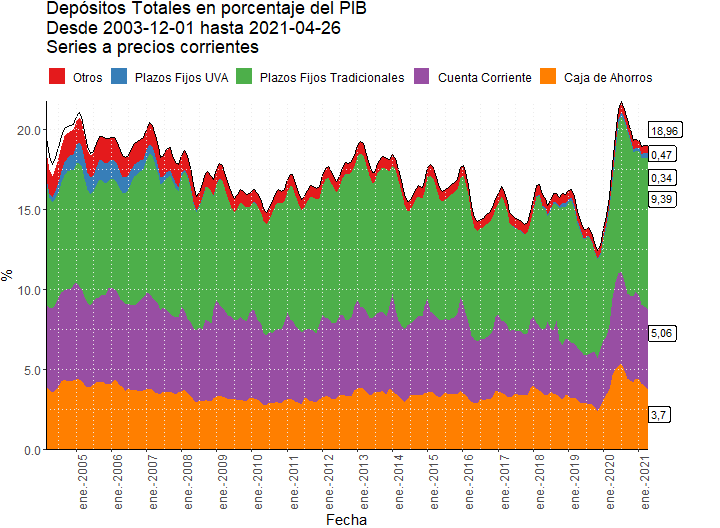 Depósitos Totales en porcentaje del PIB
Desde 2003-12-01 hasta 2021-04-26
Series a precios corrientes
Otros
Plazos Fijos UVA
Plazos Fijos Tradicionales
Cuenta Corriente
Caja de Ahorros
20.0
15.0
10.0
5.0
0.0
%
18,96
0,47
0,34
9,39
5,06
3,7
ene.-2005
ene.-2006
ene.-2007
ene.-2008
ene.-2009
ene.-2010
ene.-2011
ene.-2012
ene.-2013
ene.-2014
ene.-2015
ene.-2016
ene.-2017
ene.-2018
ene.-2019
ene.-2020
ene.-2021
Fecha